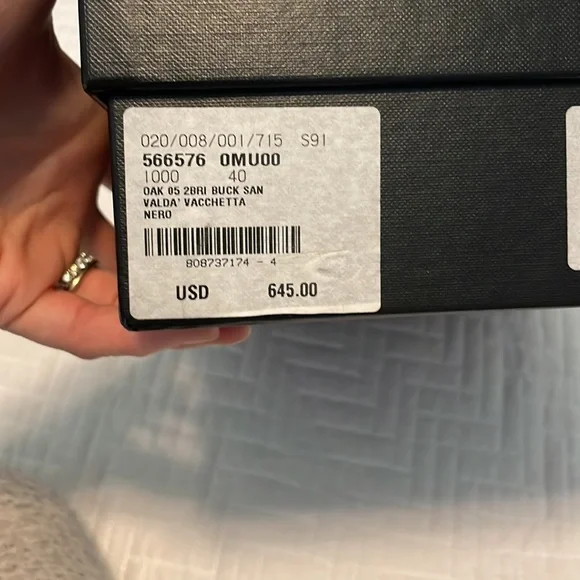 020/008/001/715 S91
566576 0MU00
1000 40
OAK 05 2BRI BUCK SAN
VALDA' VACCHETTA
NERO
808737174 - 4
USD 645.00